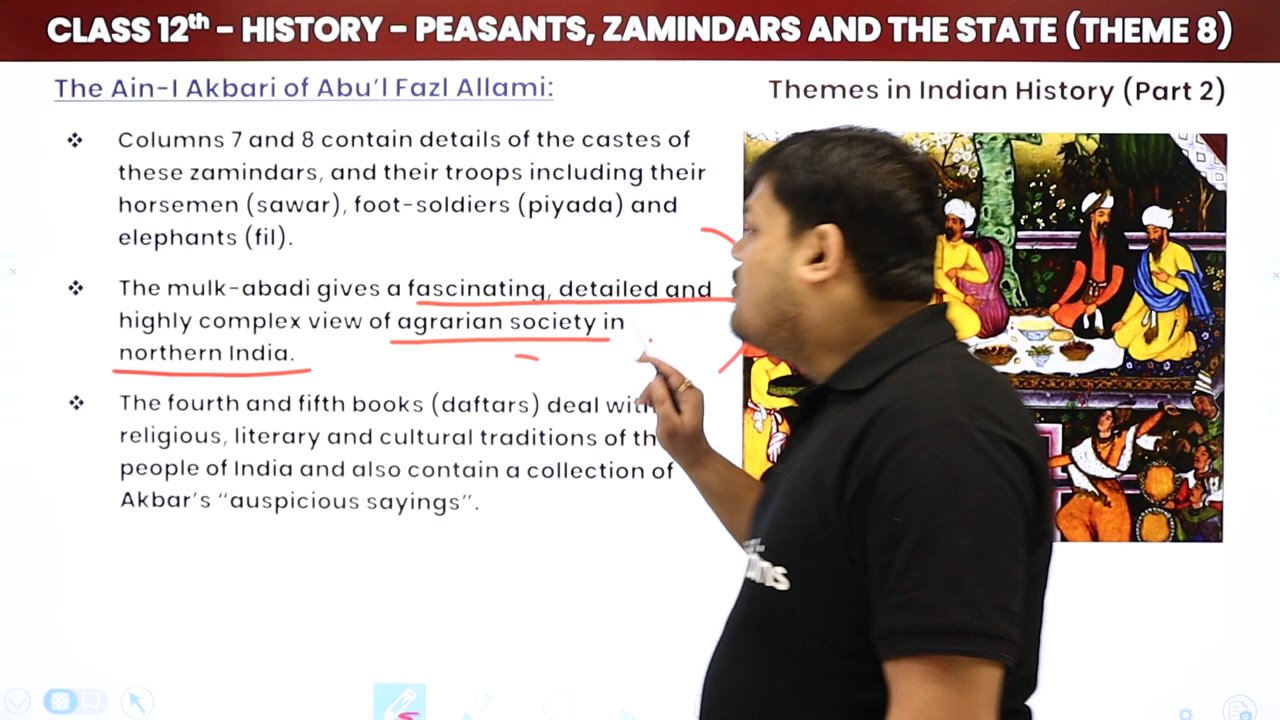 CLASS 12th – HISTORY – PEASANTS, ZAMINDARS AND THE STATE (THEME 8)
The Ain-I Akbari of Abu'l Fazl Allami:
Themes in Indian History (Part 2)
❖ Columns 7 and 8 contain details of the castes of
these zamindars, and their troops including their
horsemen (sawar), foot-soldiers (piyada) and
elephants (fil).
❖ The mulk-abadi gives a fascinating, detailed and
highly complex view of agrarian society in
northern India.
❖ The fourth and fifth books (daftars) deal with
religious, literary and cultural traditions of th
people of India and also contain a collection of
Akbar's “auspicious sayings”.